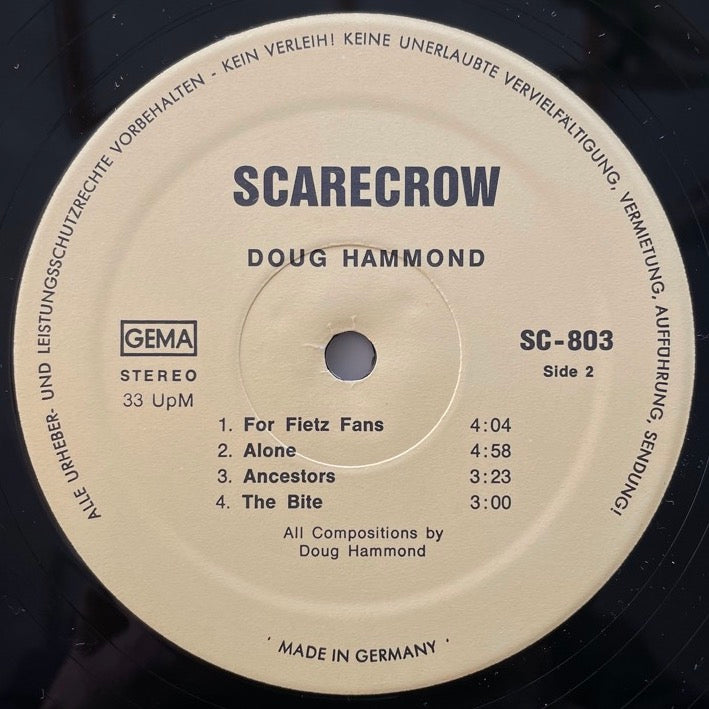 ALLE URHEBER- UND LEISTUNGSSCHUTZRECHTE VORBEHALTEN - KEIN VERLEIH! KEINE UNERLAUBTE VERVIELFÄLTIGUNG, VERMIETUNG, AUFFÜHRUNG, SENDUNG!
SCARECROW
DOUG HAMMOND
GEMA
STEREO
33 UpM
SC-803
Side 2
1. For Fietz Fans 4:04
2. Alone 4:58
3. Ancestors 3:23
4. The Bite 3:00
All Compositions by
Doug Hammond
· MADE IN GERMANY ·